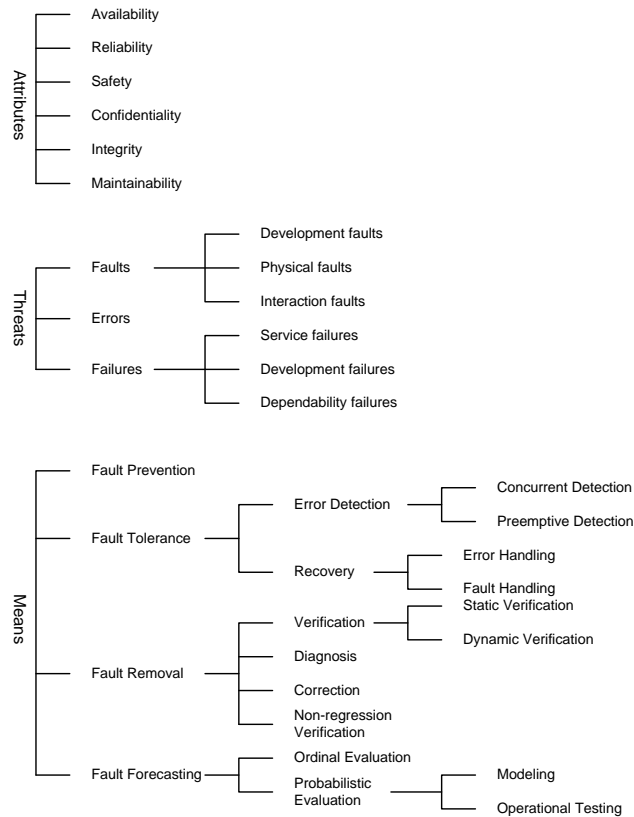 Attributes
Availability
Reliability
Safety
Confidentiality
Integrity
Maintainability
Threats
Faults
Development faults
Physical faults
Interaction faults
Errors
Failures
Service failures
Development failures
Dependability failures
Means
Fault Prevention
Fault Tolerance
Error Detection
Concurrent Detection
Preemptive Detection
Recovery
Error Handling
Fault Handling
Fault Removal
Verification
Static Verification
Dynamic Verification
Diagnosis
Correction
Non-regression
Verification
Fault Forecasting
Ordinal Evaluation
Probabilistic
Evaluation
Modeling
Operational Testing